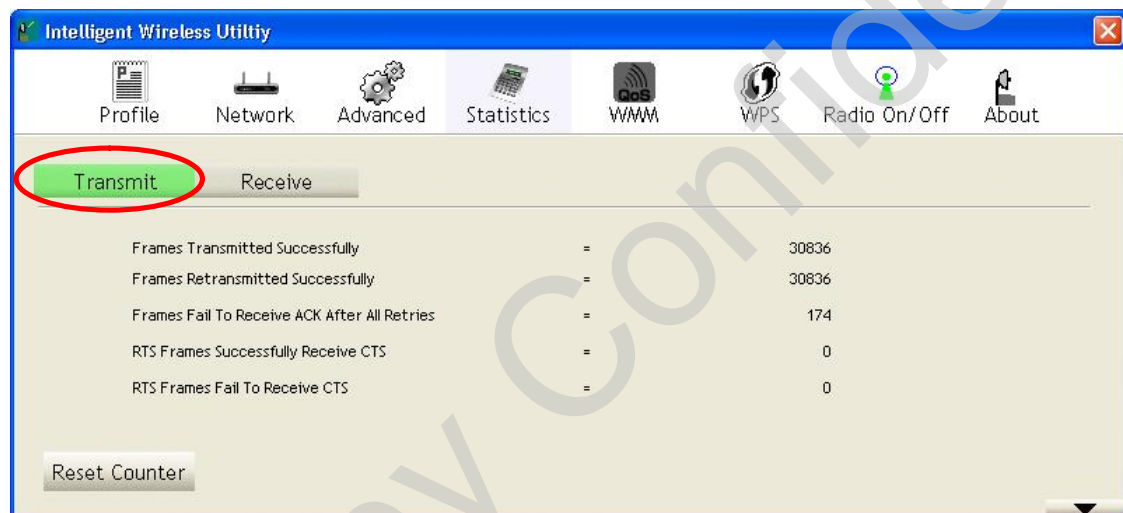 Intelligent Wireless Utiltiy
Profile Network Advanced Statistics QoS WMM WPS Radio On/Off About
Transmit Receive
Frames Transmitted Successfully = 30836
Frames Retransmitted Successfully = 30836
Frames Fail To Receive ACK After All Retries = 174
RTS Frames Successfully Receive CTS = 0
RTS Frames Fail To Receive CTS = 0
Reset Counter
y Confide